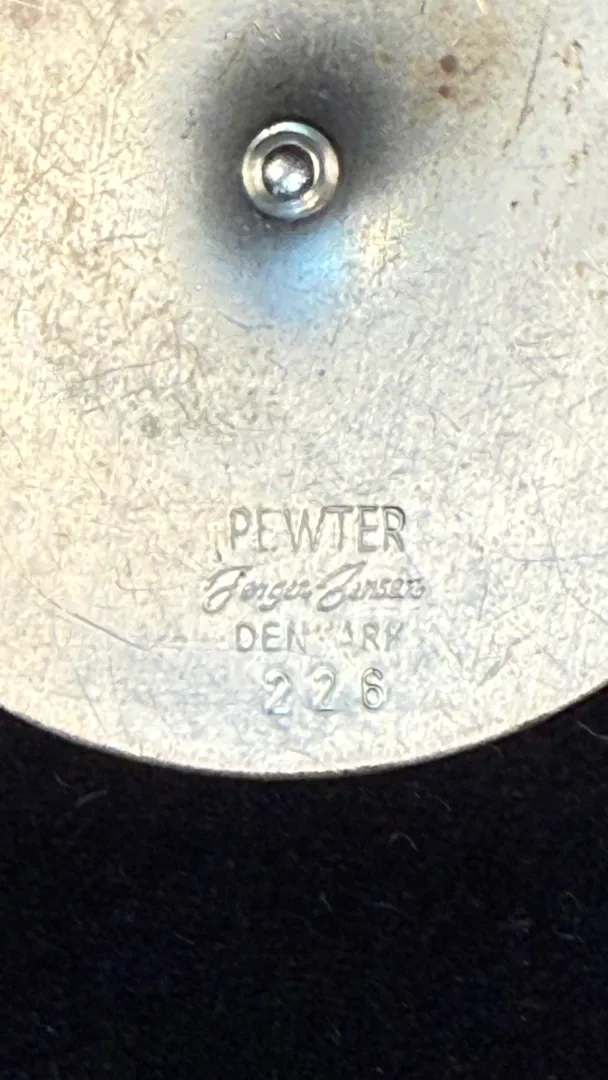 PEWTER
Jørgen Jensen
DENMARK
226